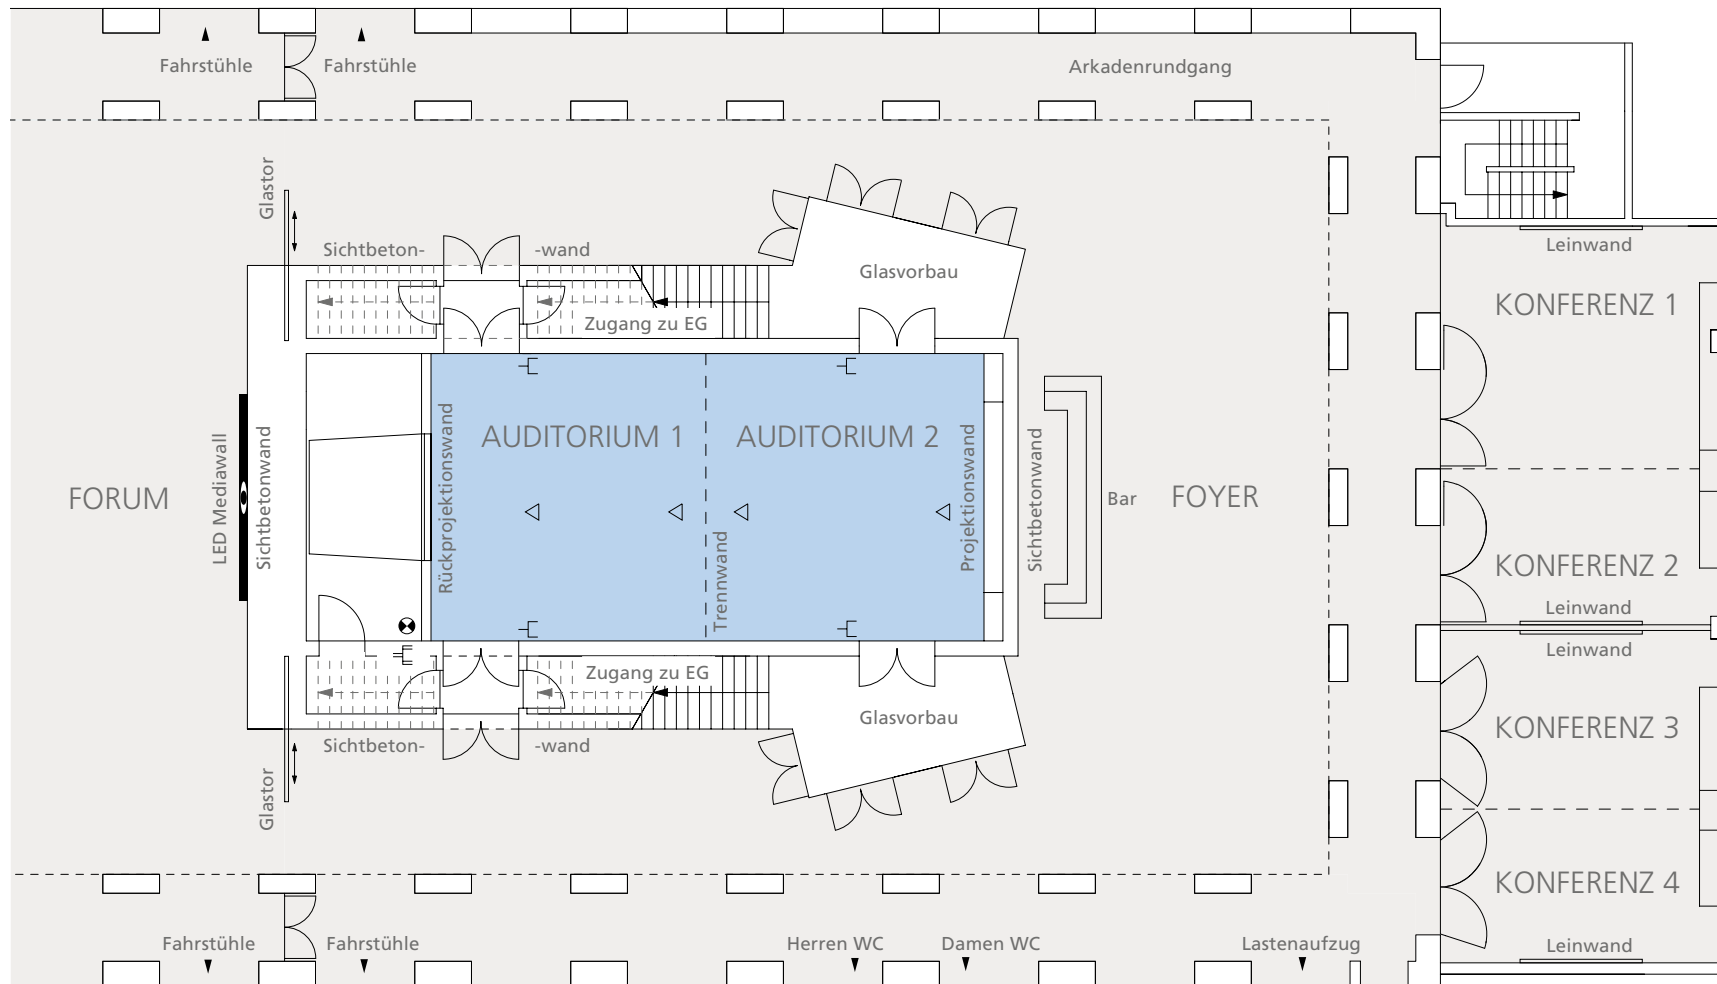 Fahrstühle
Fahrstühle
Arkadenrundgang
Glastor
Sichtbeton-
-wand
Glasvorbau
Leinwand
Zugang zu EG
KONFERENZ 1
LED Mediawall
Sichtbetonwand
Rückprojektionswand
AUDITORIUM 1
AUDITORIUM 2
Trennwand
Projektionswand
Sichtbetonwand
Bar
FORUM
FOYER
KONFERENZ 2
Leinwand
Leinwand
Zugang zu EG
Glasvorbau
KONFERENZ 3
Sichtbeton-
-wand
Glastor
KONFERENZ 4
Fahrstühle
Fahrstühle
Herren WC
Damen WC
Lastenaufzug
Leinwand